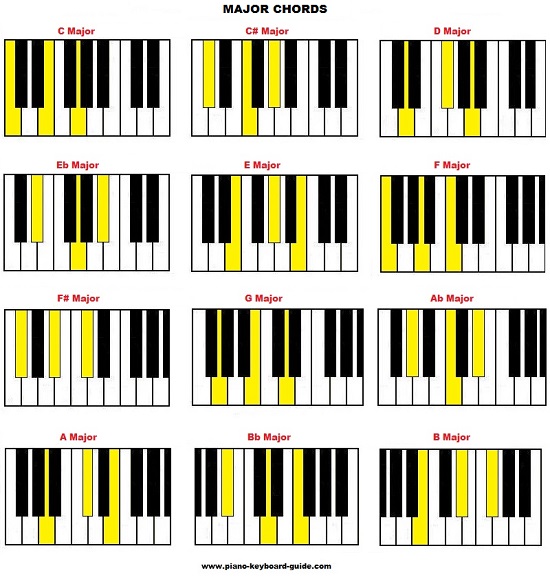 MAJOR CHORDS
C Major
C# Major
D Major
Eb Major
E Major
F Major
F# Major
G Major
Ab Major
A Major
Bb Major
B Major
www.piano-keyboard-guide.com